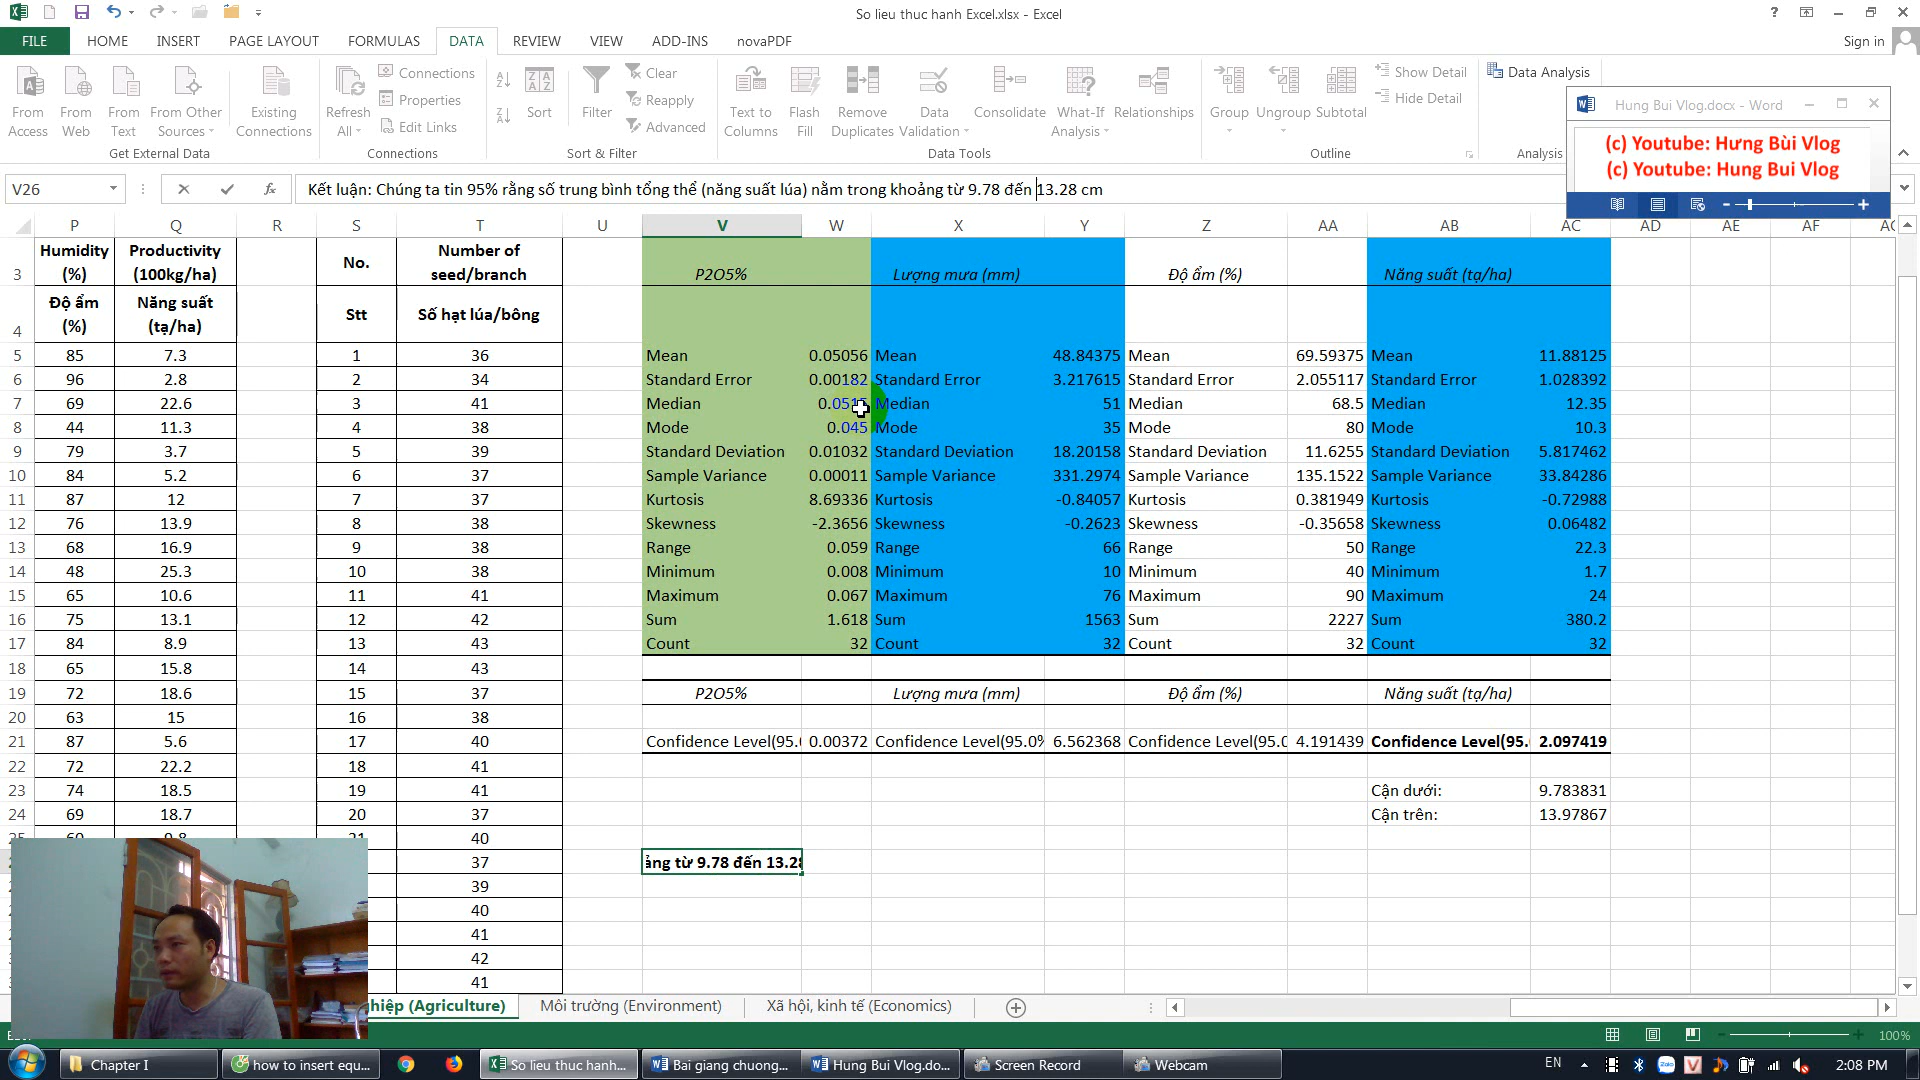 So lieu thuc hanh Excel.xlsx - Excel
FILE HOME INSERT PAGE LAYOUT FORMULAS DATA REVIEW VIEW ADD-INS novaPDF Sign in
From Access
From Web
From Text
From Other Sources
Existing Connections
Get External Data
Refresh All
Connections
Properties
Edit Links
Connections
Sort
Filter
Clear
Reapply
Advanced
Sort & Filter
Text to Columns
Flash Fill
Remove Duplicates
Data Validation
Consolidate
What-If Analysis
Relationships
Data Tools
Group
Ungroup
Subtotal
Show Detail
Hide Detail
Outline
Data Analysis
Analysis
Hung Bui Vlog.docx - Word
(c) Youtube: Hưng Bùi Vlog
(c) Youtube: Hung Bui Vlog
V26 Kết luận: Chúng ta tin 95% rằng số trung bình tổng thể (năng suất lúa) nằm trong khoảng từ 9.78 đến 13.28 cm
P Q R S T U V W X Y Z AA AB AC AD AE AF
3 Humidity (%) Productivity (100kg/ha) No. Number of seed/branch P2O5% Lượng mưa (mm) Độ ẩm (%) Năng suất (tạ/ha)
4 Độ ẩm (%) Năng suất (tạ/ha) Stt Số hạt lúa/bông
5 85 7.3 1 36 Mean 0.05056 Mean 48.84375 Mean 69.59375 Mean 11.88125
6 96 2.8 2 34 Standard Error 0.00182 Standard Error 3.217615 Standard Error 2.055117 Standard Error 1.028392
7 69 22.6 3 41 Median Median 51 Median 68.5 Median 12.35
8 44 11.3 4 38 Mode 0.045 Mode 35 Mode 80 Mode 10.3
9 79 3.7 5 39 Standard Deviation 0.01032 Standard Deviation 18.20158 Standard Deviation 11.6255 Standard Deviation 5.817462
10 84 5.2 6 37 Sample Variance 0.00011 Sample Variance 331.2974 Sample Variance 135.1522 Sample Variance 33.84286
11 87 12 7 37 Kurtosis 8.69336 Kurtosis -0.84057 Kurtosis 0.381949 Kurtosis -0.72988
12 76 13.9 8 38 Skewness -2.3656 Skewness -0.2623 Skewness -0.35658 Skewness 0.06482
13 68 16.9 9 38 Range 0.059 Range 66 Range 50 Range 22.3
14 48 25.3 10 38 Minimum 0.008 Minimum 10 Minimum 40 Minimum 1.7
15 65 10.6 11 41 Maximum 0.067 Maximum 76 Maximum 90 Maximum 24
16 75 13.1 12 42 Sum 1.618 Sum 1563 Sum 2227 Sum 380.2
17 84 8.9 13 43 Count 32 Count 32 Count 32 Count 32
18 65 15.8 14 43
19 72 18.6 15 37 P2O5% Lượng mưa (mm) Độ ẩm (%) Năng suất (tạ/ha)
20 63 15 16 38
21 87 5.6 17 40 Confidence Level(95. 0.00372 Confidence Level(95.0% 6.562368 Confidence Level(95.0 4.191439 Confidence Level(95. 2.097419
22 72 22.2 18 41
23 74 18.5 19 41 Cận dưới: 9.783831
24 69 18.7 20 37 Cận trên: 13.97867
40
37 ảng từ 9.78 đến 13.28
39
40
41
42
41
hiệp (Agriculture) Môi trường (Environment) Xã hội, kinh tế (Economics)
100%
Chapter I
how to insert equ...
So lieu thuc hanh...
Bai giang chuong...
Hung Bui Vlog.do...
Screen Record
Webcam
EN
2:08 PM